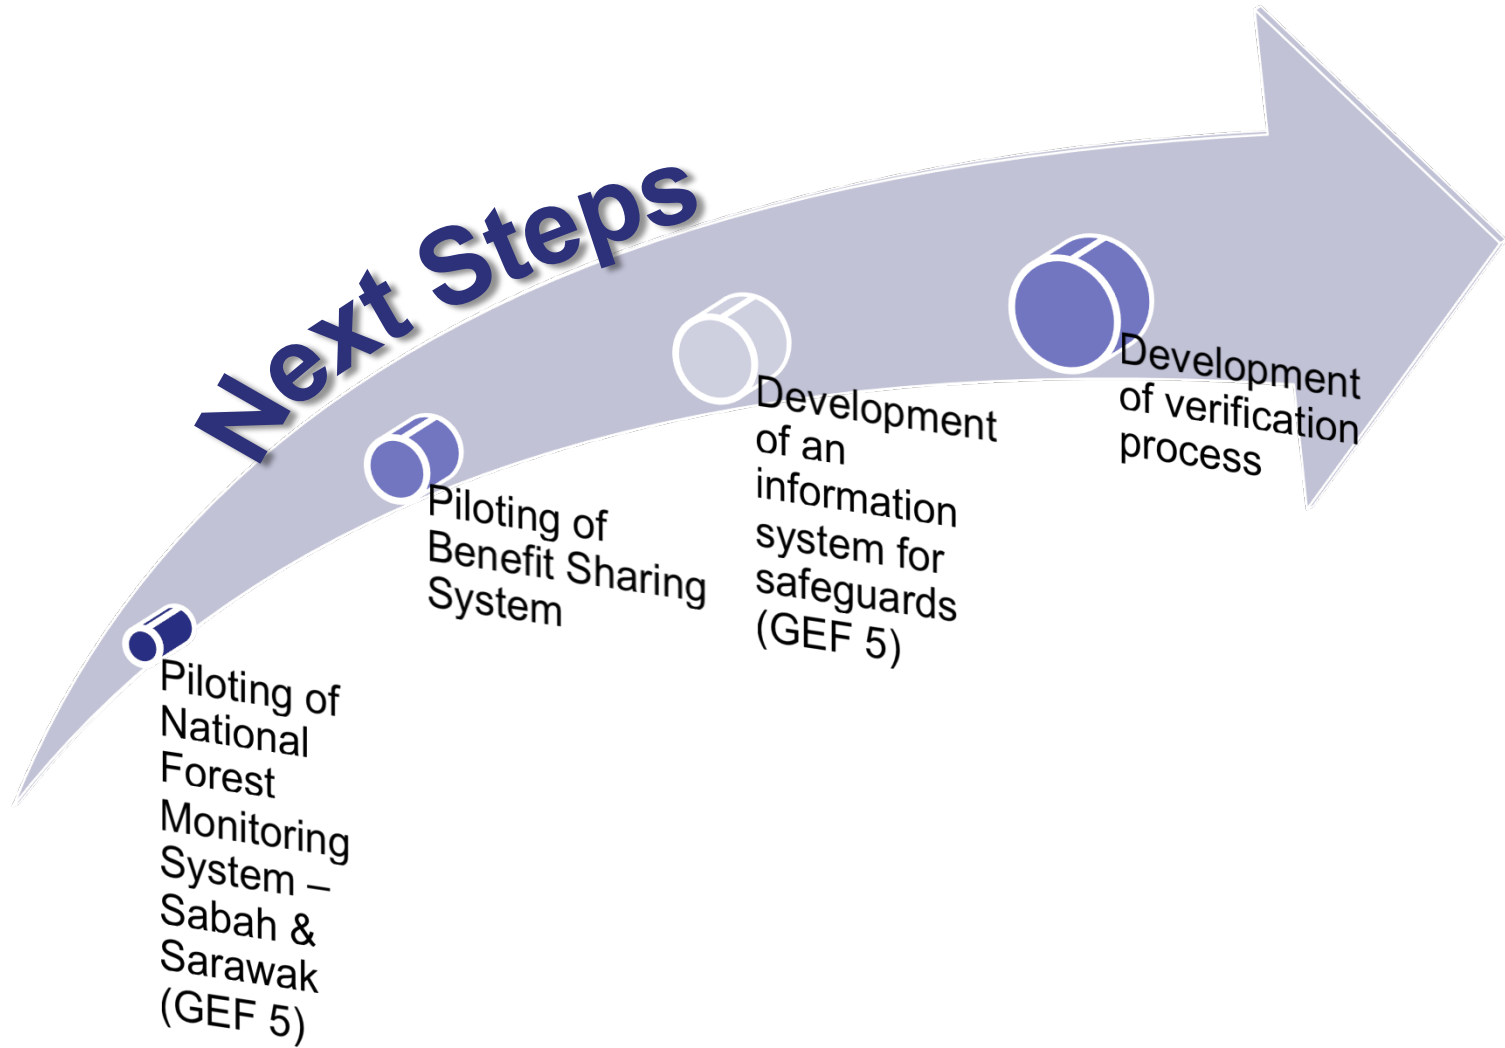 Next Steps
Piloting of
National
Forest
Monitoring
System –
Sabah &
Sarawak
(GEF 5)
Piloting of
Benefit Sharing
System
Development
of an
information
system for
safeguards
(GEF 5)
Development
of verification
process